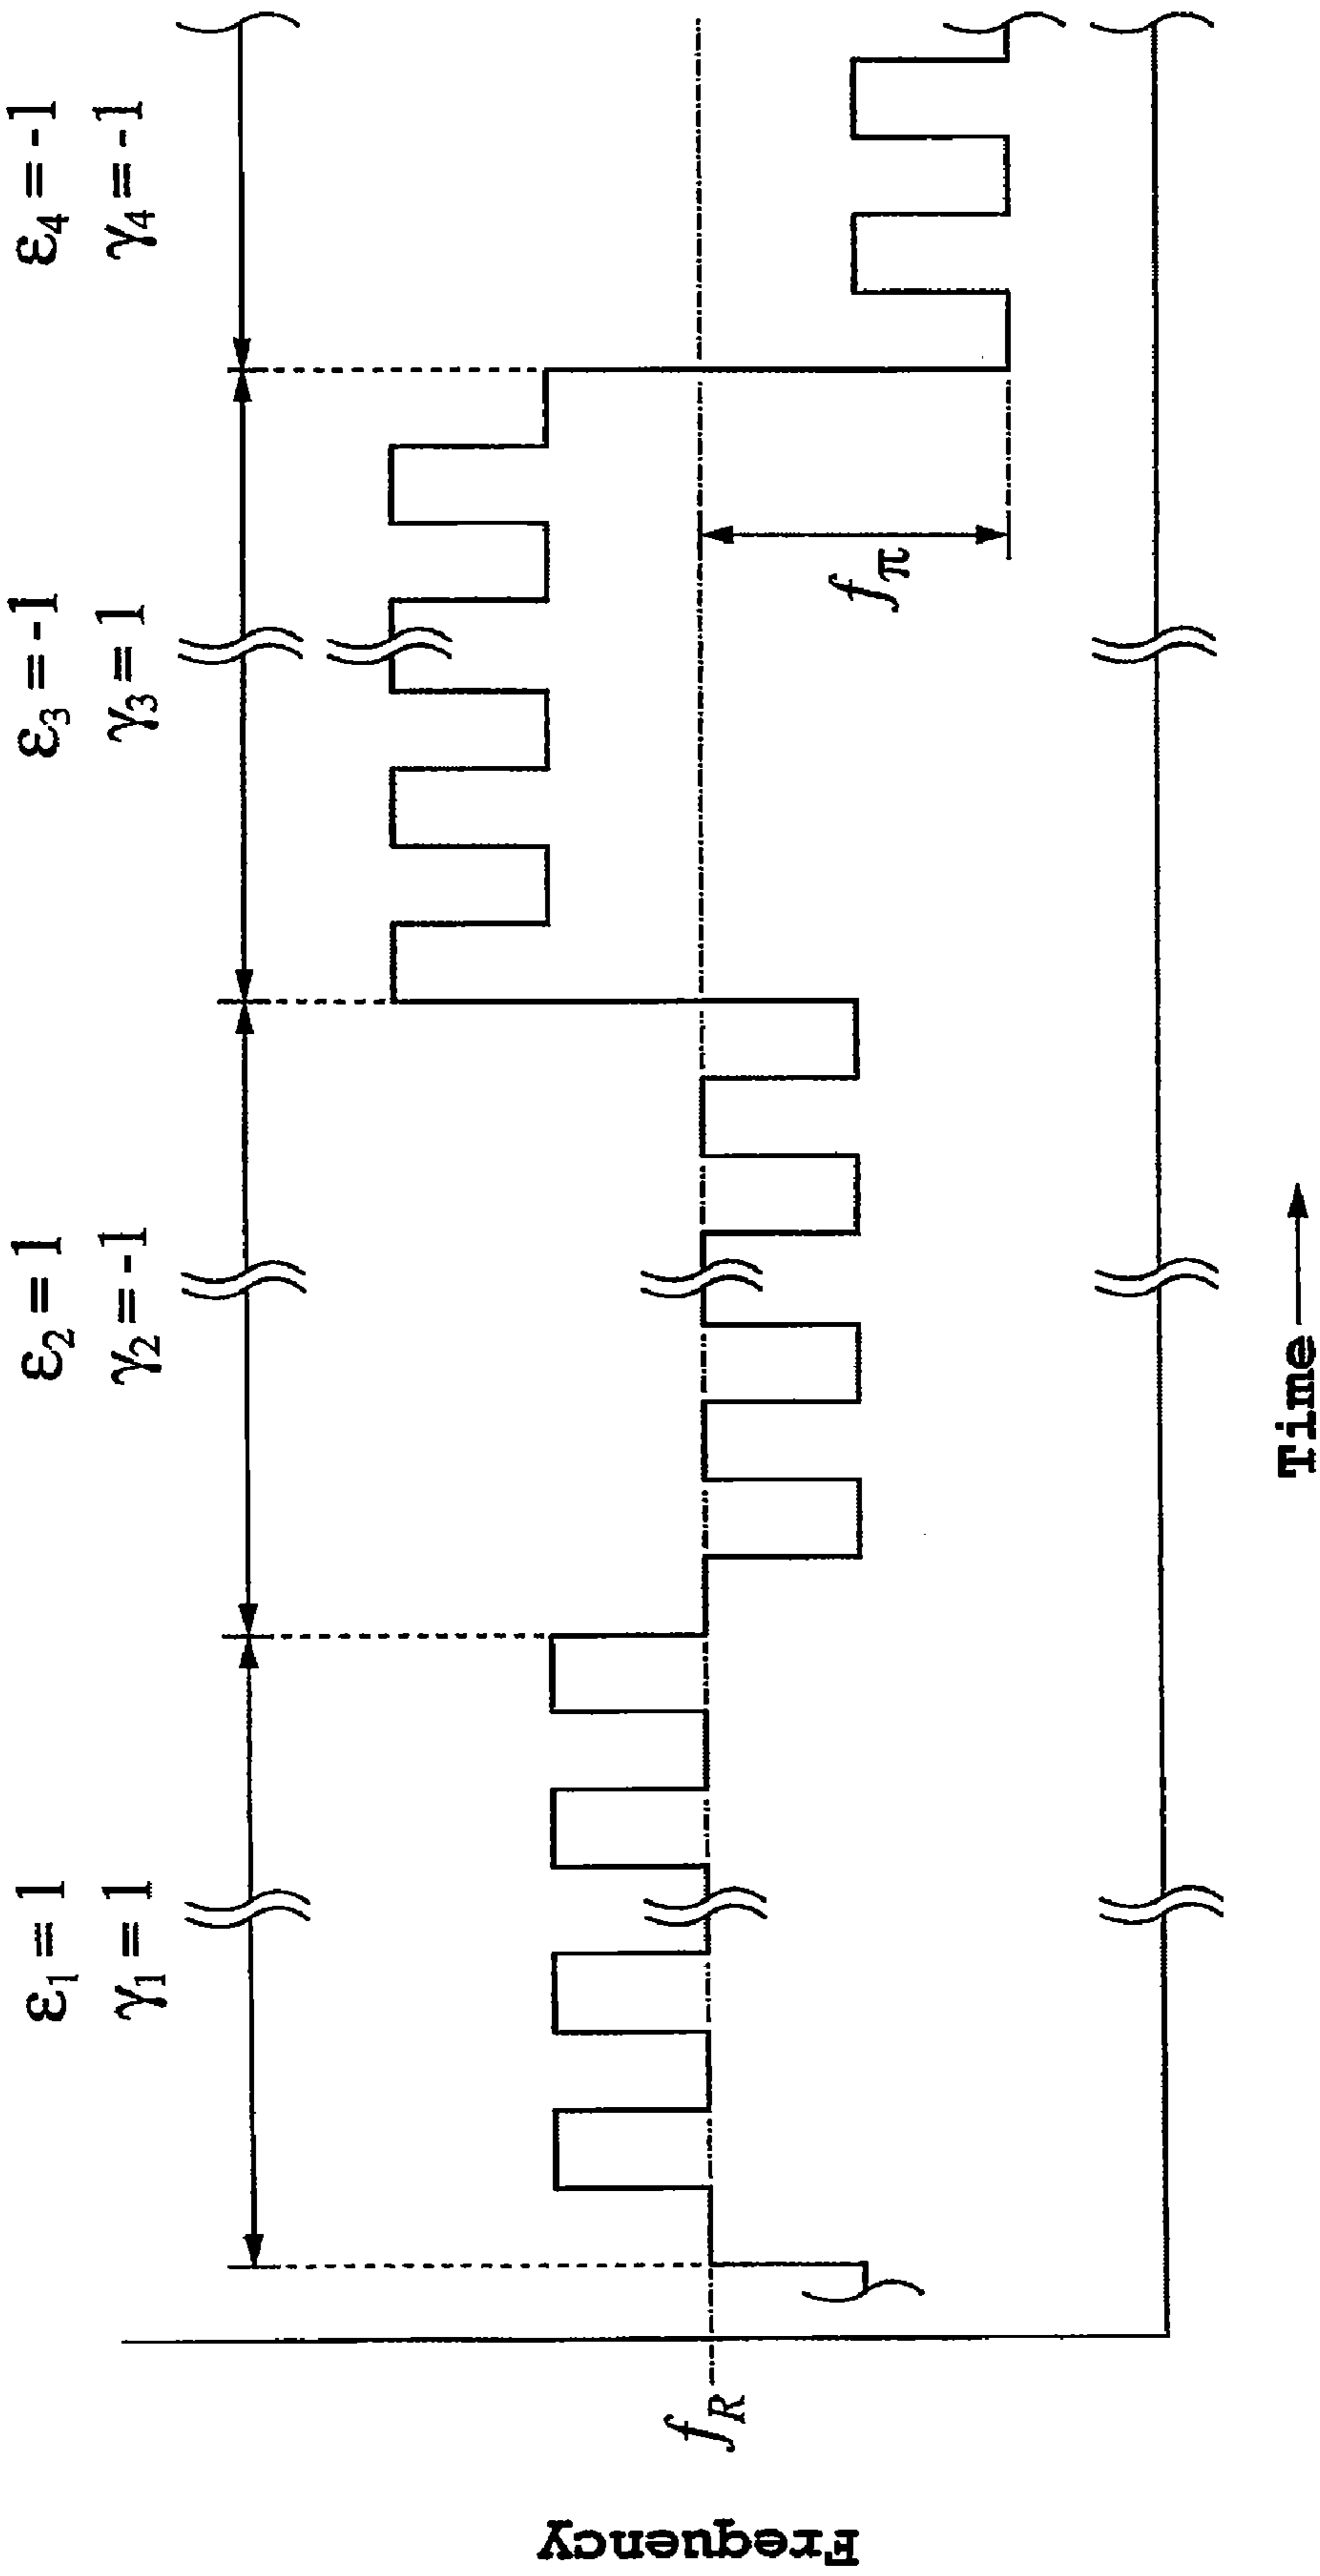 ε1 = 1
γ1 = 1
ε2 = 1
γ2 = -1
ε3 = -1
γ3 = 1
ε4 = -1
γ4 = -1
fπ
fR
Frequency
Time